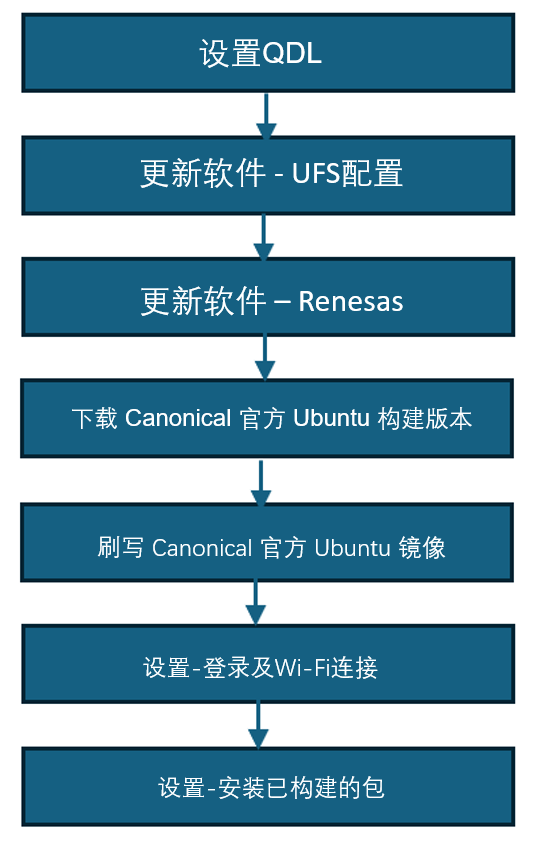 设置QDL
更新软件 - UFS配置
更新软件 – Renesas
下载 Canonical 官方 Ubuntu 构建版本
刷写 Canonical 官方 Ubuntu 镜像
设置-登录及Wi-Fi连接
设置-安装已构建的包